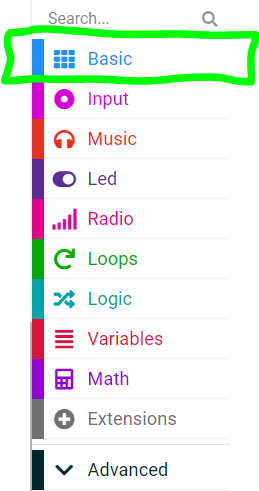 Search...
Basic
Input
Music
Led
Radio
Loops
Logic
Variables
Math
Extensions
Advanced